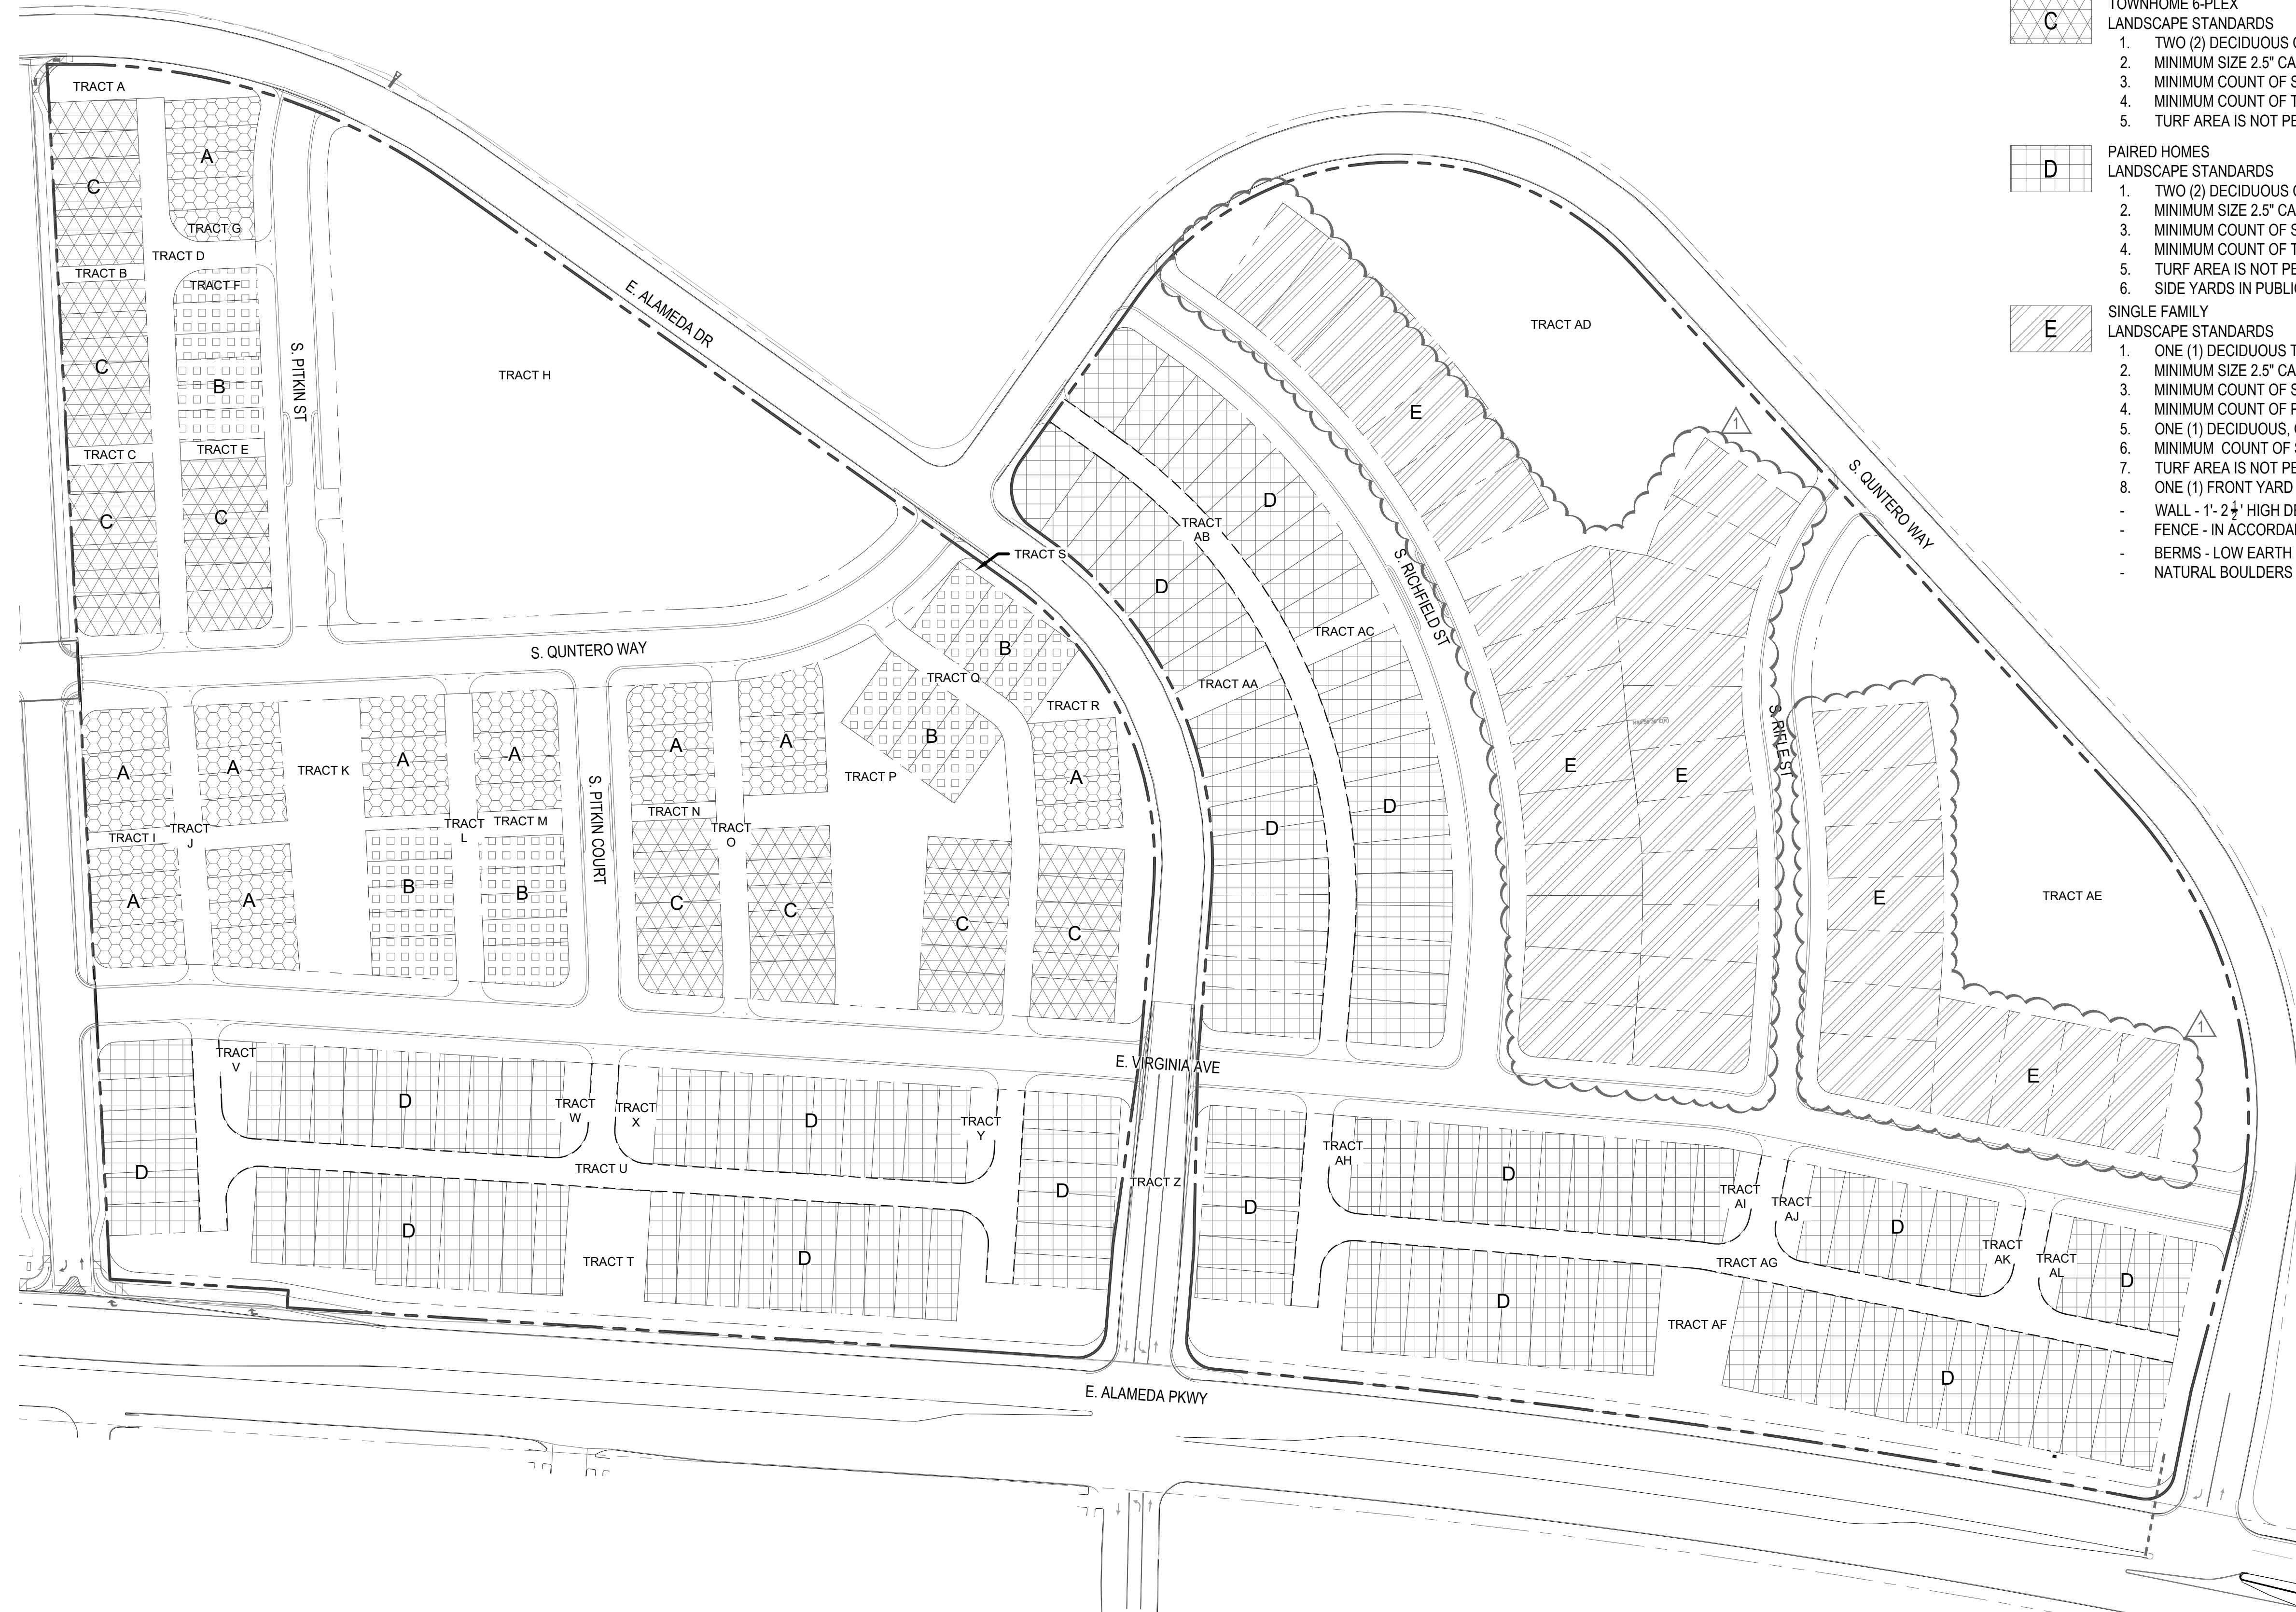 TOWNHOME 6-PLEX
C
LANDSCAPE STANDARDS
1. TWO (2) DECIDUOUS
2. MINIMUM SIZE 2.5" CA
3. MINIMUM COUNT OF S
4. MINIMUM COUNT OF T
5. TURF AREA IS NOT PE
PAIRED HOMES
D
LANDSCAPE STANDARDS
1. TWO (2) DECIDUOUS
2. MINIMUM SIZE 2.5" CA
3. MINIMUM COUNT OF S
4. MINIMUM COUNT OF T
5. TURF AREA IS NOT PE
6. SIDE YARDS IN PUBLI
SINGLE FAMILY
E
LANDSCAPE STANDARDS
1. ONE (1) DECIDUOUS T
2. MINIMUM SIZE 2.5" CA
3. MINIMUM COUNT OF S
4. MINIMUM COUNT OF
5. ONE (1) DECIDUOUS,
6. MINIMUM COUNT OF
7. TURF AREA IS NOT PE
8. ONE (1) FRONT YARD
- WALL - 1'- 2 1/2' HIGH DE
- FENCE - IN ACCORDA
- BERMS - LOW EARTH
- NATURAL BOULDERS
TRACT A
A
C
TRACT G
TRACT D
TRACT B
TRACT F
C
B
TRACT C
TRACT E
C
C
S. PITKIN ST
TRACT H
E. ALAMEDA DR
TRACT AD
E
1
S. QUNTERO WAY
D
TRACT
AB
D
TRACT S
S. RICHFIELD ST
TRACT AC
TRACT AA
S. QUNTERO WAY
B
TRACT Q
B
TRACT R
A
A
TRACT K
A
A
A
A
TRACT P
A
S. RIFLE ST
E
E
TRACT I
TRACT
J
TRACT
L
TRACT M
S. PITKIN COURT
TRACT N
TRACT
O
D
D
A
A
B
B
C
C
C
C
E
TRACT AE
1
E
E. VIRGINIA AVE
TRACT
V
D
TRACT
W
TRACT
X
D
TRACT
Y
D
TRACT U
D
TRACT Z
D
TRACT T
D
D
TRACT
AH
D
TRACT
AI
TRACT
AJ
D
TRACT
AK
TRACT
AL
D
TRACT AG
D
TRACT AF
D
E. ALAMEDA PKWY